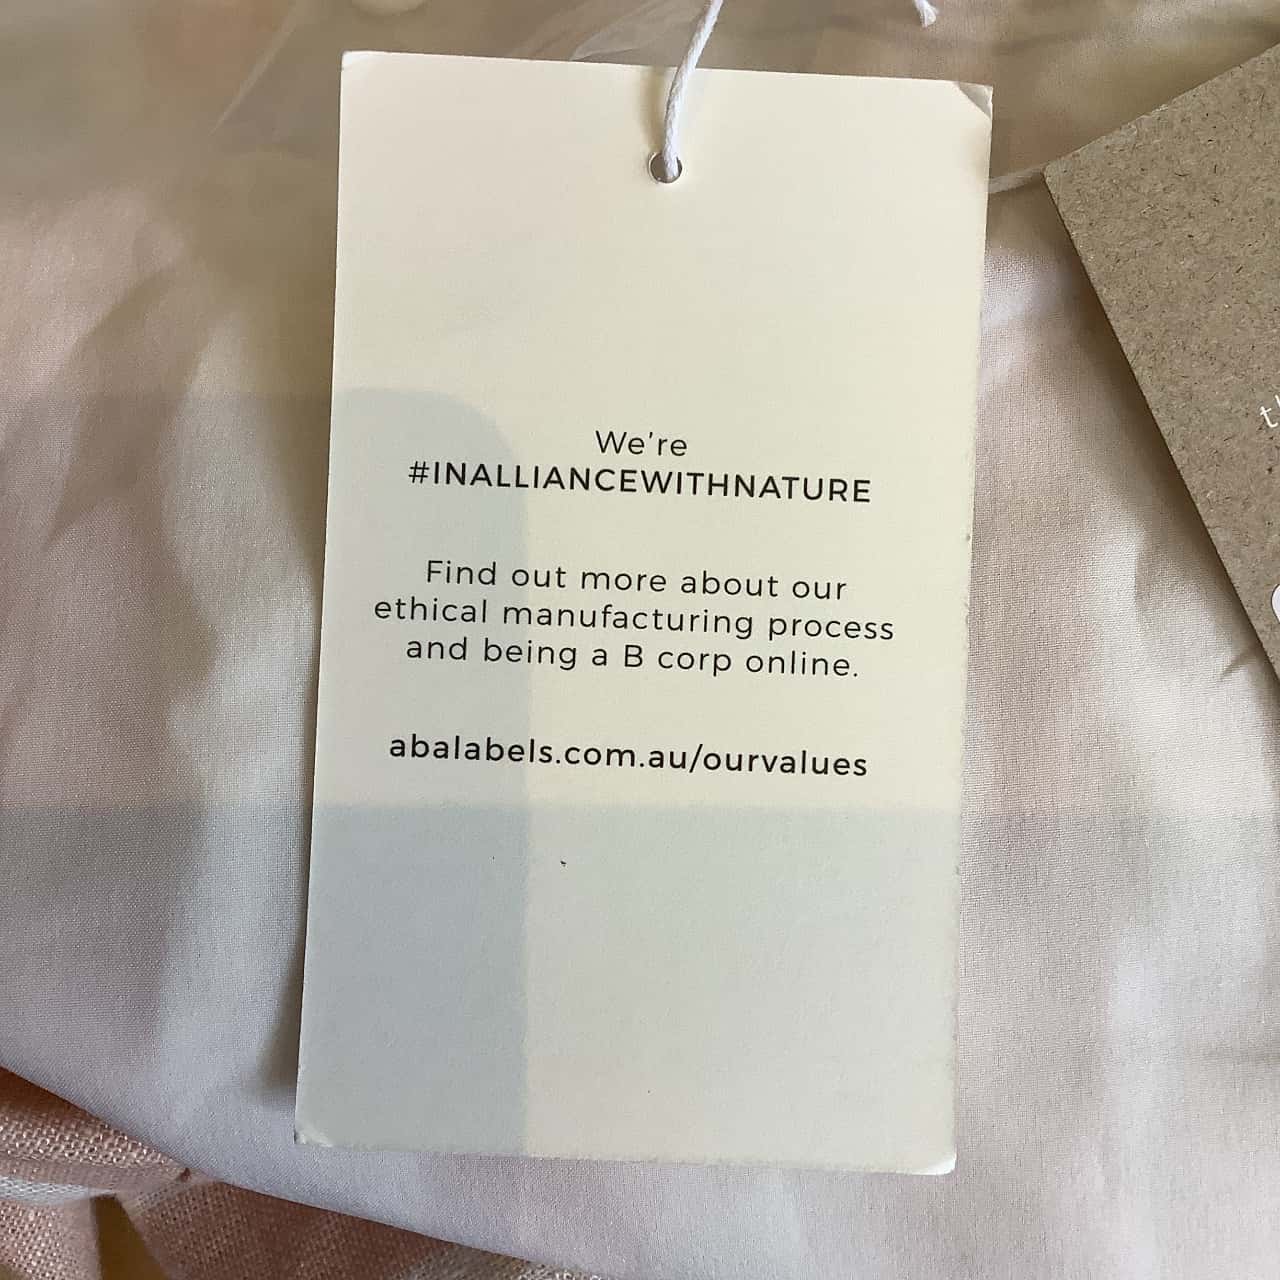 We're
#INALLIANCEWITHNATURE
Find out more about our
ethical manufacturing process
and being a B corp online.
abalabels.com.au/ourvalues